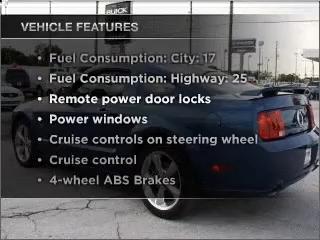 BUICK
VEHICLE FEATURES
• Fuel Consumption: City: 17
• Fuel Consumption: Highway: 25
• Remote power door locks
• Power windows
• Cruise controls on steering wheel
• Cruise control
• 4-wheel ABS Brakes